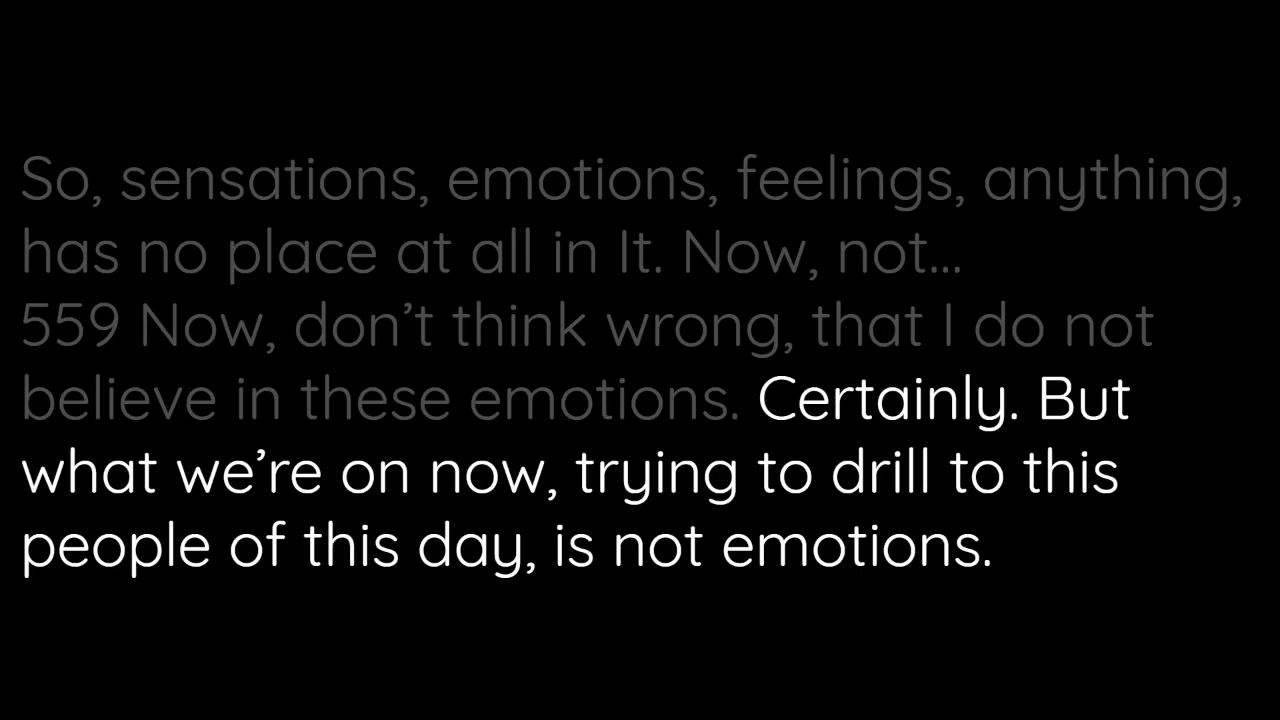 So, sensations, emotions, feelings, anything,
has no place at all in It. Now, not...
559 Now, don’t think wrong, that I do not
believe in these emotions. Certainly. But
what we’re on now, trying to drill to this
people of this day, is not emotions.